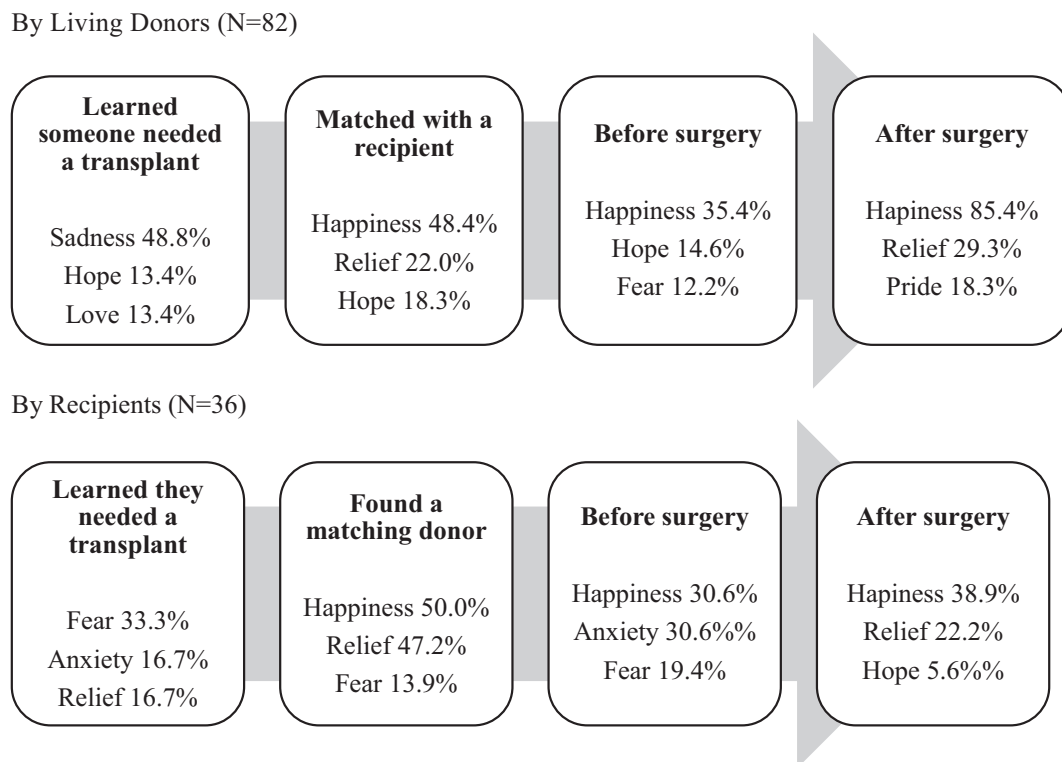 By Living Donors (N=82)
Learned
someone needed
a transplant
Sadness 48.8%
Hope 13.4%
Love 13.4%
Matched with a
recipient
Happiness 48.4%
Relief 22.0%
Hope 18.3%
Before surgery
Happiness 35.4%
Hope 14.6%
Fear 12.2%
After surgery
Hapiness 85.4%
Relief 29.3%
Pride 18.3%
By Recipients (N=36)
Learned they
needed a
transplant
Fear 33.3%
Anxiety 16.7%
Relief 16.7%
Found a
matching donor
Happiness 50.0%
Relief 47.2%
Fear 13.9%
Before surgery
Happiness 30.6%
Anxiety 30.6%%
Fear 19.4%
After surgery
Hapiness 38.9%
Relief 22.2%
Hope 5.6%%